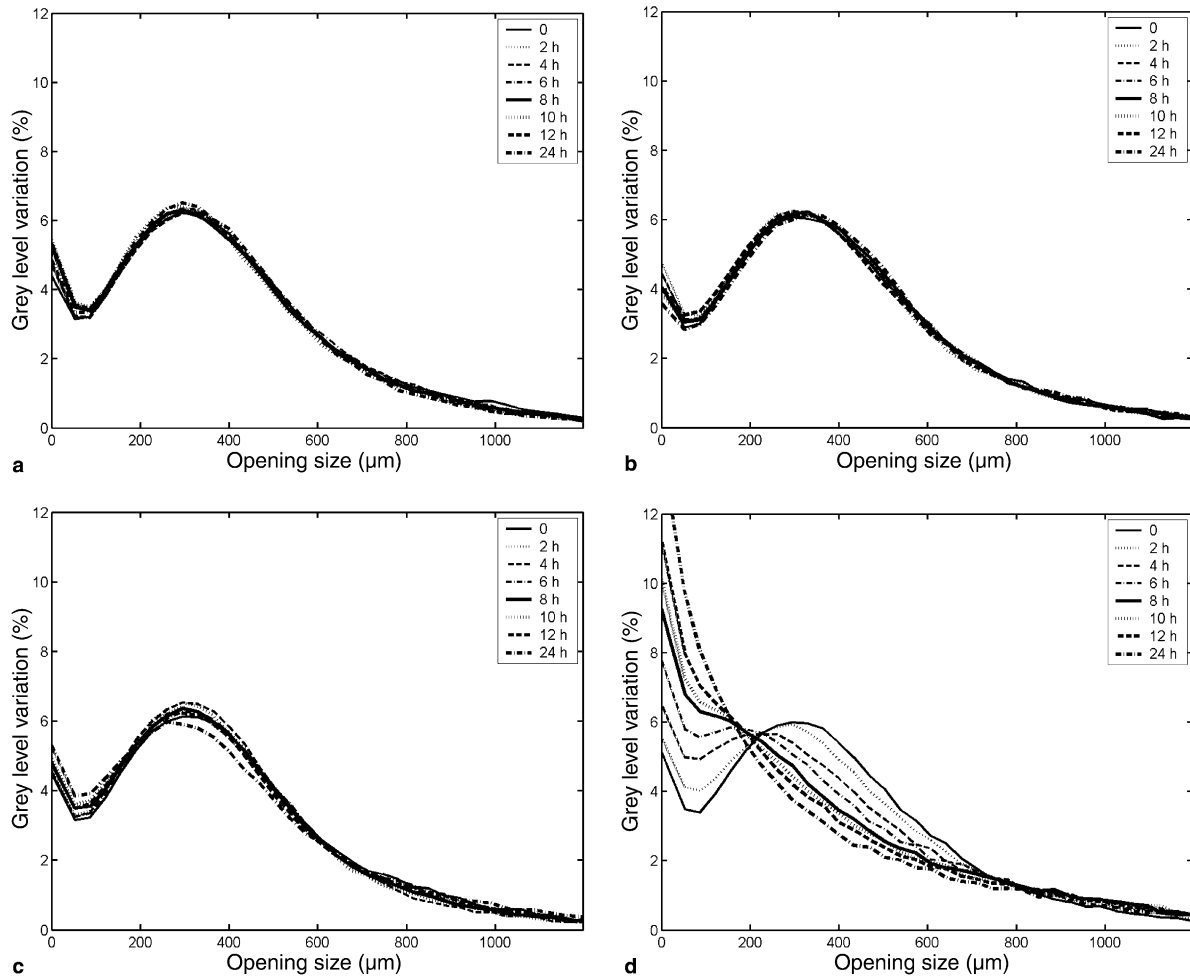 12
10
8
6
4
2
0
0 200 400 600 800 1000
Grey level variation (%)
Opening size (µm)
0
2 h
4 h
6 h
8 h
10 h
12 h
24 h
a
12
10
8
6
4
2
0
0 200 400 600 800 1000
Grey level variation (%)
Opening size (µm)
0
2 h
4 h
6 h
8 h
10 h
12 h
24 h
b
12
10
8
6
4
2
0
0 200 400 600 800 1000
Grey level variation (%)
Opening size (µm)
0
2 h
4 h
6 h
8 h
10 h
12 h
24 h
c
12
10
8
6
4
2
0
0 200 400 600 800 1000
Grey level variation (%)
Opening size (µm)
0
2 h
4 h
6 h
8 h
10 h
12 h
24 h
d